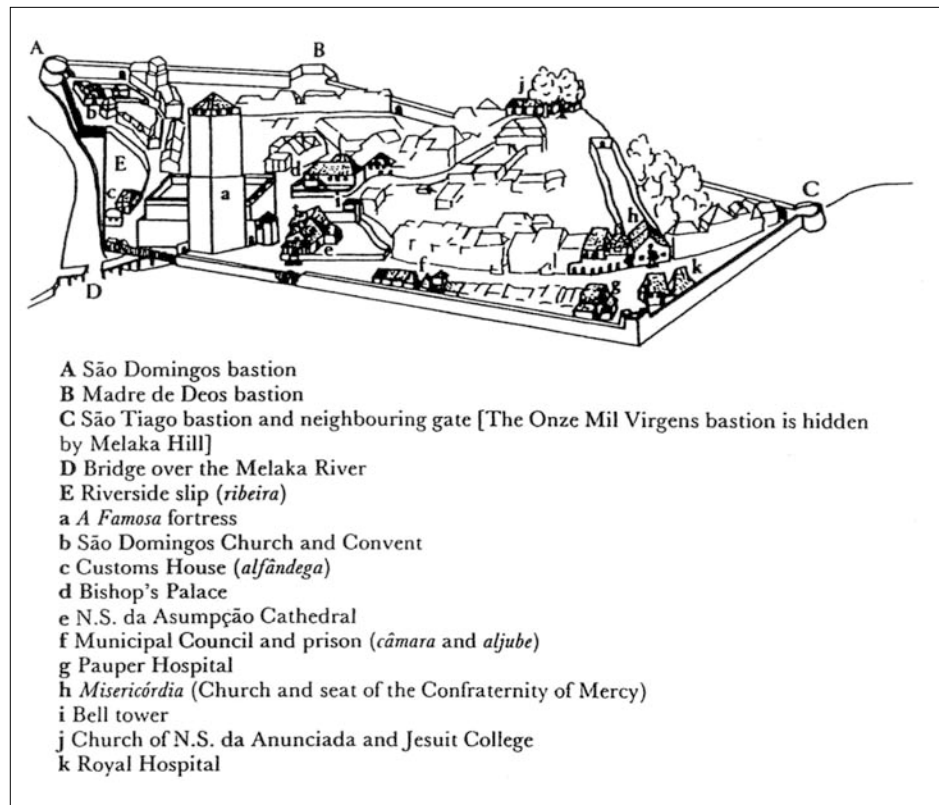 A
B
j
b
E
a
d
C
c
i
h
e
r
f
k
g
D
A São Domingos bastion
B Madre de Deos bastion
C São Tiago bastion and neighbouring gate [The Onze Mil Virgens bastion is hidden
by Melaka Hill]
D Bridge over the Melaka River
E Riverside slip (ribeira)
a A Famosa fortress
b São Domingos Church and Convent
c Customs House (alfândega)
d Bishop's Palace
e N.S. da Asumpção Cathedral
f Municipal Council and prison (câmara and aljube)
g Pauper Hospital
h Misericórdia (Church and seat of the Confraternity of Mercy)
i Bell tower
j Church of N.S. da Anunciada and Jesuit College
k Royal Hospital